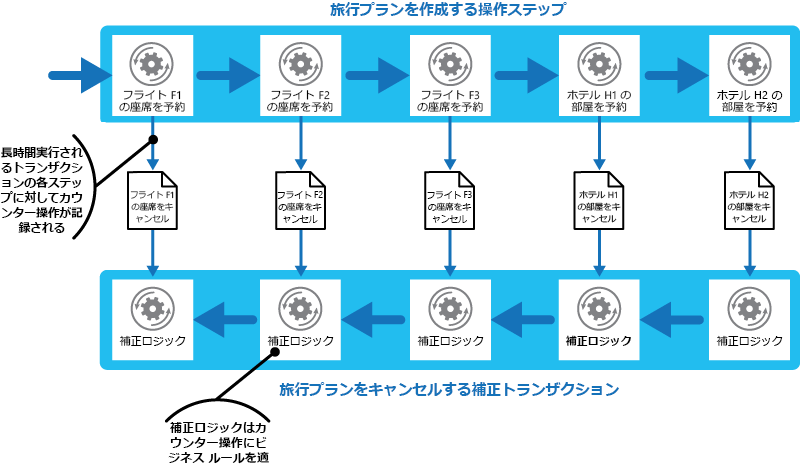 旅行プランを作成する操作ステップ
フライト F1
の座席を予約
フライト F2
の座席を予約
フライト F3
の座席を予約
ホテル H1 の
部屋を予約
ホテル H2 の
部屋を予約
長時間実行され
るトランザクショ
ンの各ステッ
プに対してカウ
ンター操作が記
録される
フライト F1
の座席をキ
ャンセル
フライト F2
の座席をキ
ャンセル
フライト F3
の座席をキ
ャンセル
ホテル H1
の部屋をキ
ャンセル
ホテル H2
の部屋をキ
ャンセル
補正ロジック
補正ロジック
補正ロジック
補正ロジック
補正ロジック
旅行プランをキャンセルする補正トランザクション
補正ロジックはカ
ウンター操作にビ
ジネス ルールを適